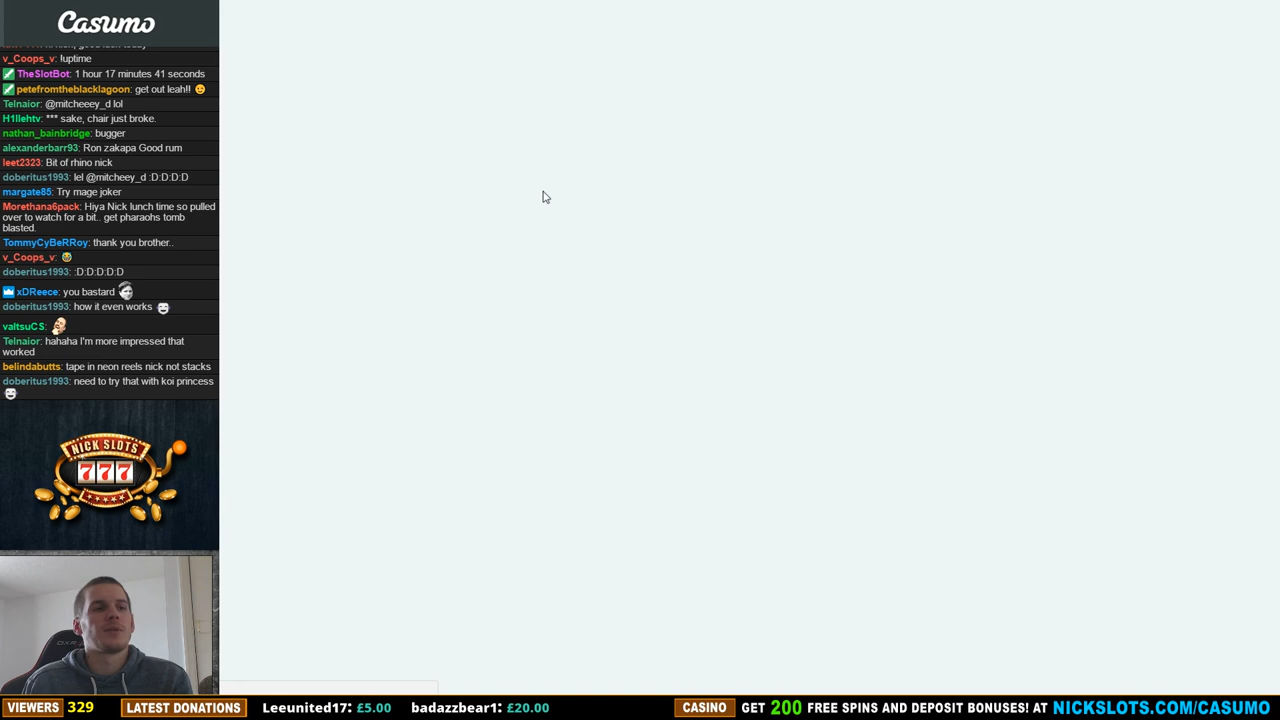 Casumo
v_Coops_v: !uptime
TheSlotBot: 1 hour 17 minutes 41 seconds
petefromtheblacklagoon: get out leah!!
Telnaior: @mitcheeey_d lol
H1llehtv: *** sake, chair just broke.
nathan_bainbridge: bugger
alexanderbarr93: Ron zakapa Good rum
leet2323: Bit of rhino nick
doberitus1993: lel @mitcheey_d :D:D:D:D
margate85: Try mage joker
Morethana6pack: Hiya Nick lunch time so pulled
over to watch for a bit.. get pharaohs tomb
blasted.
TommyCyBeRRoy: thank you brother..
v_Coops_v:
doberitus1993: :D:D:D:D:D
xDReece: you bastard
doberitus1993: how it even works
valtsuCS:
Telnaior: hahaha I'm more impressed that
worked
belindabutts: tape in neon reels nick not stacks
doberitus1993: need to try that with koi princess
NICK SLOTS
777
DXR
VIEWERS 329 LATEST DONATIONS Leeunited17: £5.00 badazzbear1: £20.00 CASINO GET 200 FREE SPINS AND DEPOSIT BONUSES! AT NICKSLOTS.COM/CASUMO